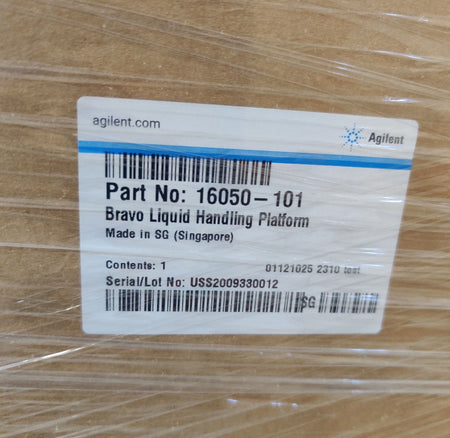 agilent.com
Agilent
Part No: 16050-101
Bravo Liquid Handling Platform
Made in SG (Singapore)
Contents: 1
01121025 2310 test
Serial/Lot No: USS2009330012
SG